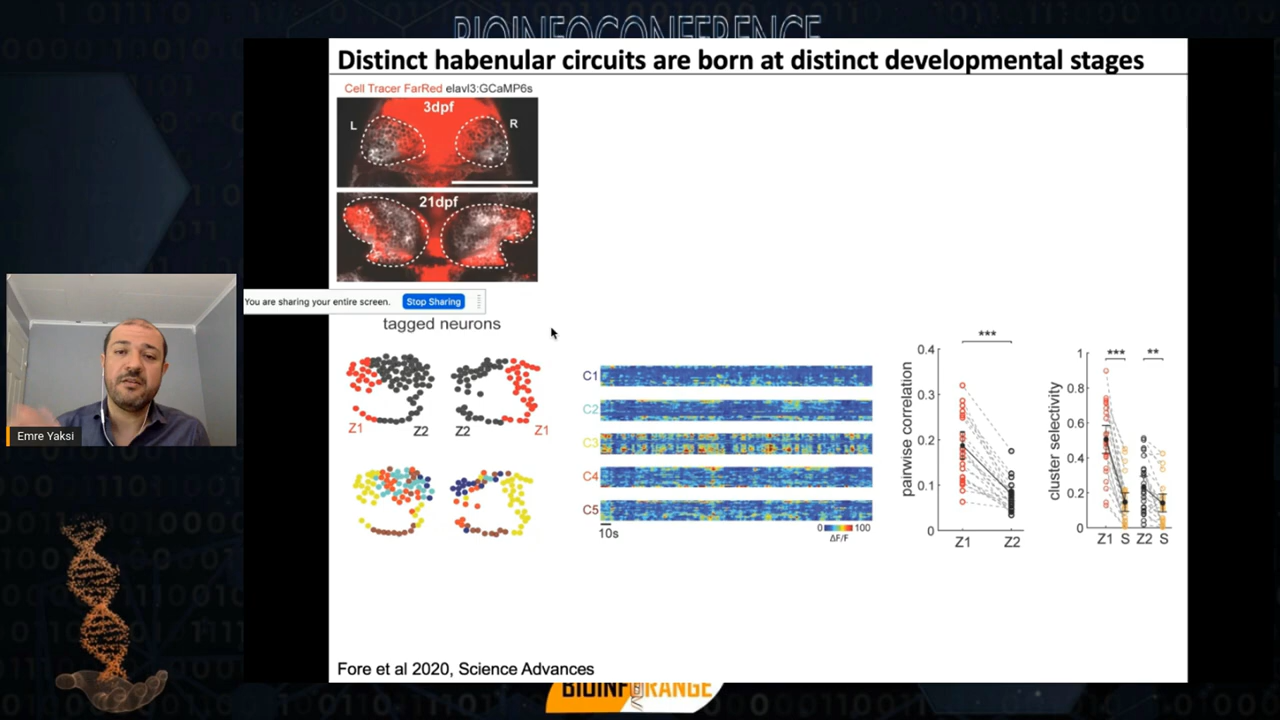 BIOINFOCONFERENCE
Distinct habenular circuits are born at distinct developmental stages
Cell Tracer FarRed elavl3:GCaMP6s
3dpf
L
R
21dpf
You are sharing your entire screen.
Stop Sharing
tagged neurons
Z1
Z2
Z2
Z1
C1
C2
C3
C4
C5
10s
0
100
ΔF/F
***
0.4
0.3
0.2
0.1
0
pairwise correlation
Z1
Z2
***
**
1
0.8
0.6
0.4
0.2
0
cluster selectivity
Z1
S
Z2
S
Emre Yaksi
Fore et al 2020, Science Advances
BIOINFORANGE